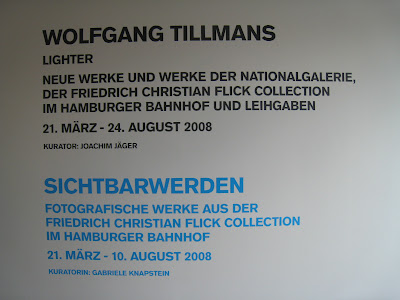 WOLFGANG TILLMANS
LIGHTER
NEUE WERKE UND WERKE DER NATIONALGALERIE,
DER FRIEDRICH CHRISTIAN FLICK COLLECTION
IM HAMBURGER BAHNHOF UND LEIHGABEN
21. MÄRZ - 24. AUGUST 2008
KURATOR: JOACHIM JÄGER
SICHTBARWERDEN
FOTOGRAFISCHE WERKE AUS DER
FRIEDRICH CHRISTIAN FLICK COLLECTION
IM HAMBURGER BAHNHOF
21. MÄRZ - 10. AUGUST 2008
KURATORIN: GABRIELE KNAPSTEIN